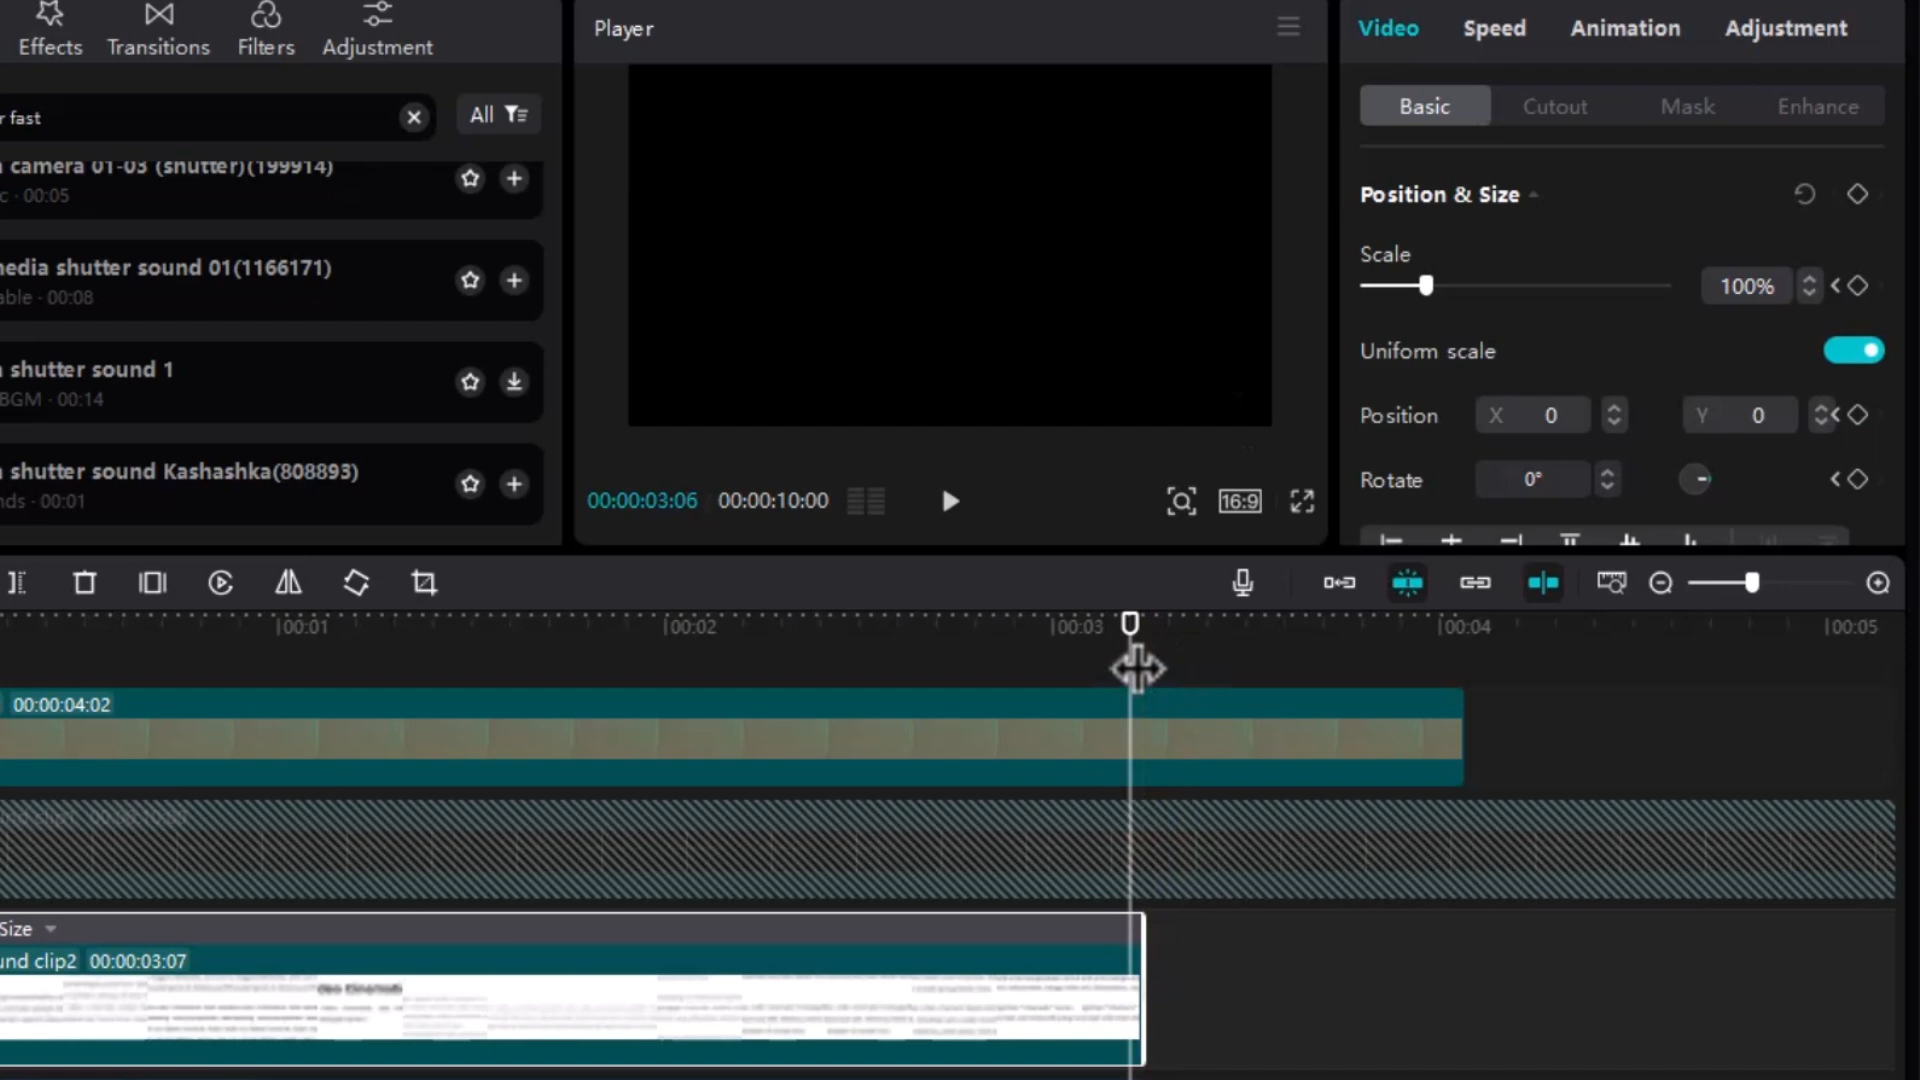 Effects Transitions Filters Adjustment
r fast
All
camera 01-03 (shutter)(199914)
c · 00:05
nedia shutter sound 01(1166171)
able · 00:08
shutter sound 1
BGM · 00:14
shutter sound Kashashka(808893)
nds · 00:01
Player
00:00:03:06 00:00:10:00
16:9
Video Speed Animation Adjustment
Basic Cutout Mask Enhance
Position & Size
Scale
100%
Uniform scale
Position X 0 Y 0
Rotate 0°
00:01 00:02 00:03 00:04 00:05
00:00:04:02
Size
und clip2 00:00:03:07